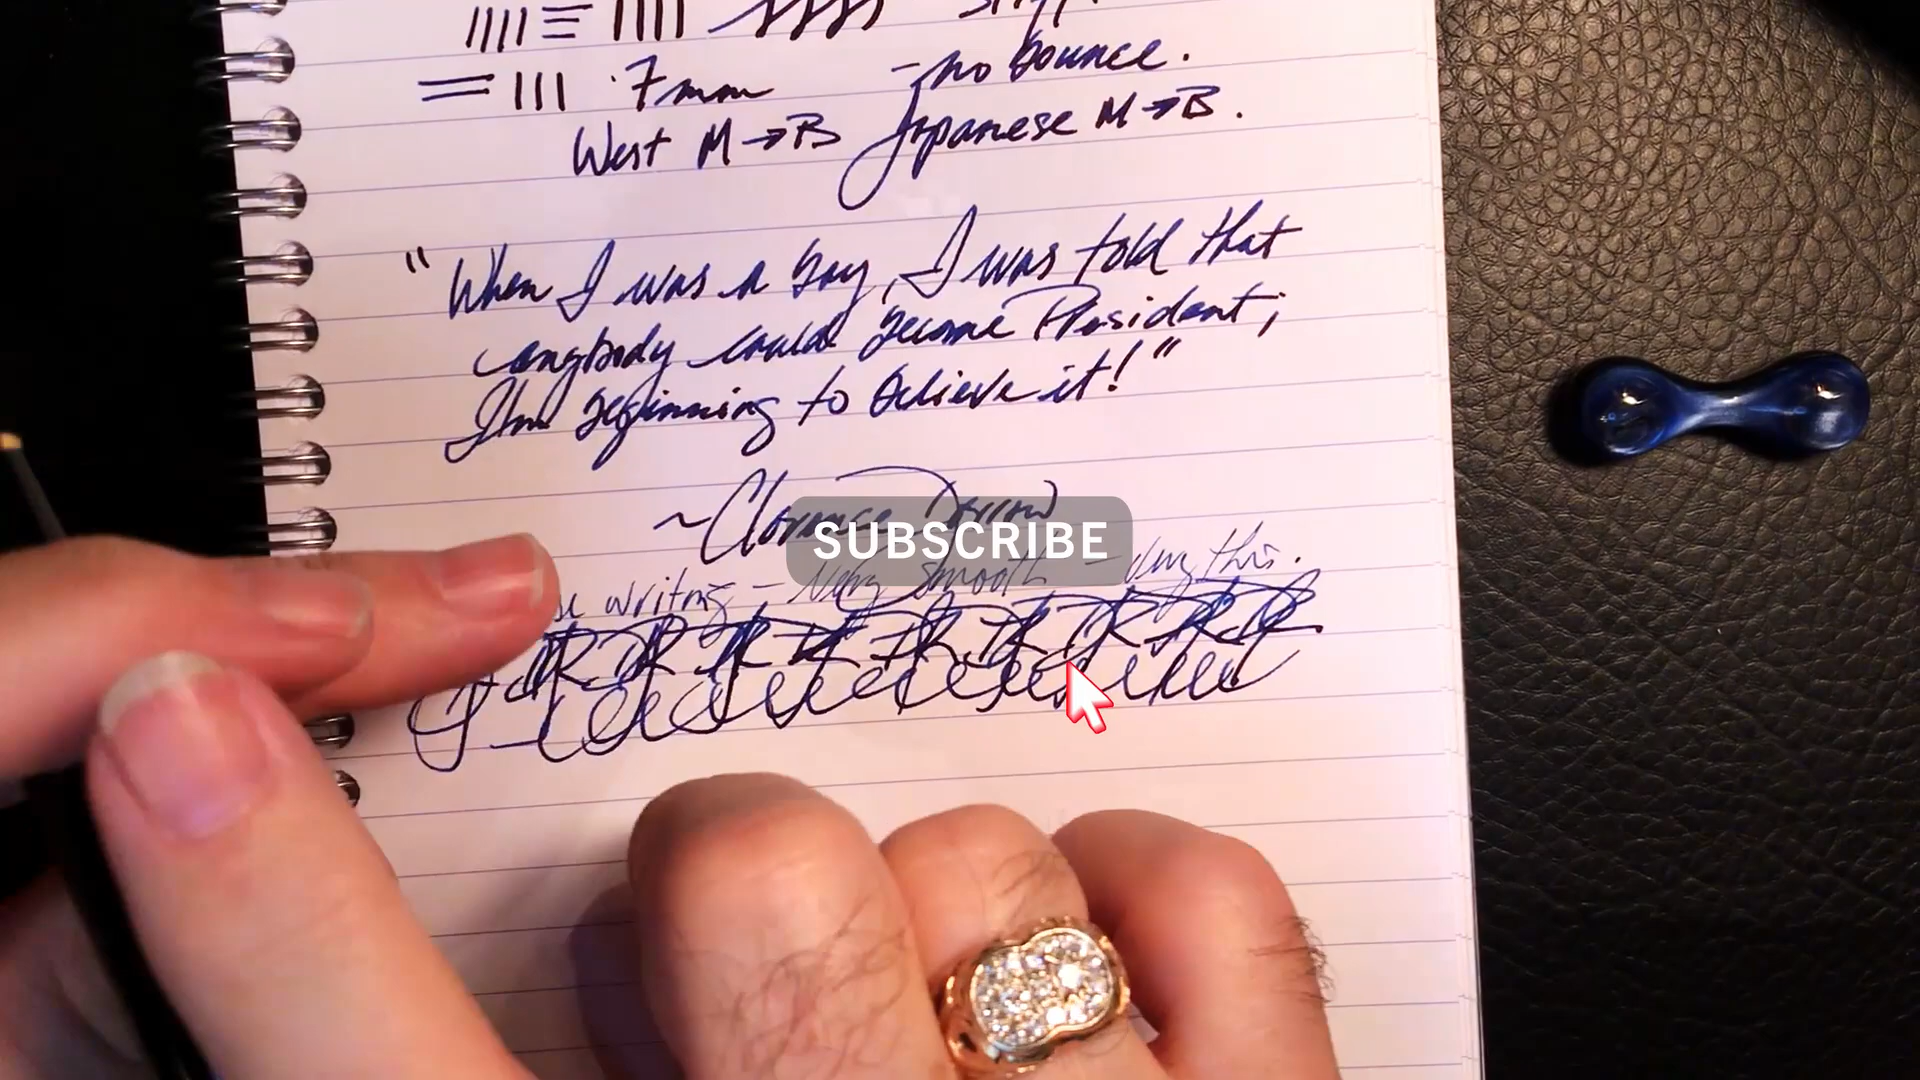 .7mm - no bounce.
West M → B Japanese M → B.
"When I was a boy, I was told that
anybody could become President;
I'm beginning to believe it!"
~Clarence Darrow
SUBSCRIBE
writing - Very smooth - this.